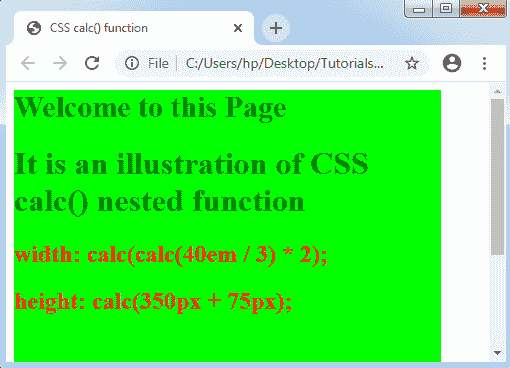 CSS calc() function
File
C:/Users/hp/Desktop/Tutorials...
Welcome to this Page
It is an illustration of CSS
calc() nested function
width: calc(calc(40em / 3) * 2);
height: calc(350px + 75px);